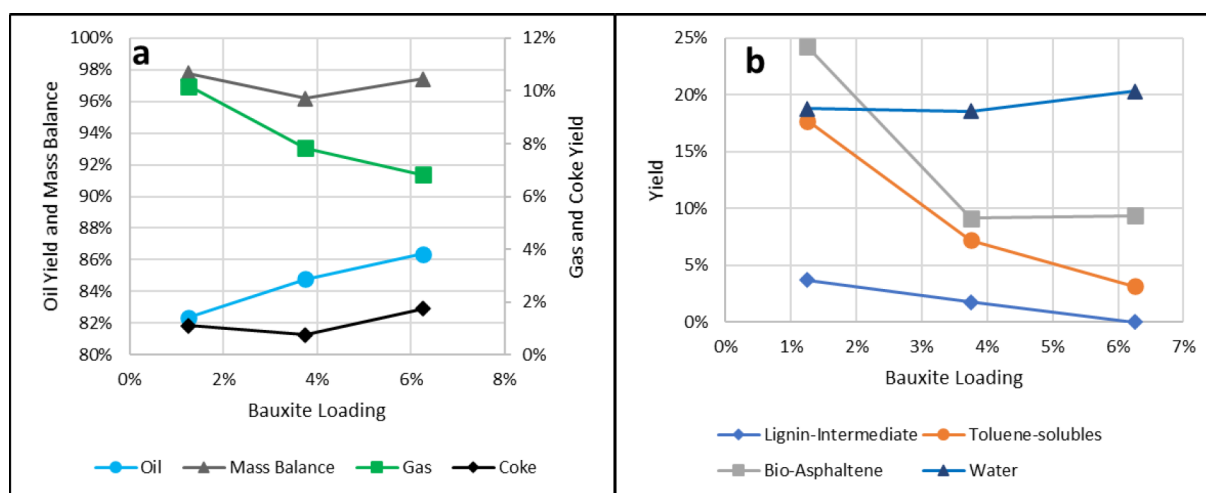 a
100%
98%
96%
94%
92%
90%
88%
86%
84%
82%
80%
Oil Yield and Mass Balance
12%
10%
8%
6%
4%
2%
0%
Gas and Coke Yield
0% 2% 4% 6% 8%
Bauxite Loading
Oil Mass Balance Gas Coke
b
25%
20%
15%
10%
5%
0%
Yield
0% 1% 2% 3% 4% 5% 6% 7%
Bauxite Loading
Lignin-Intermediate Toluene-solubles
Bio-Asphaltene Water